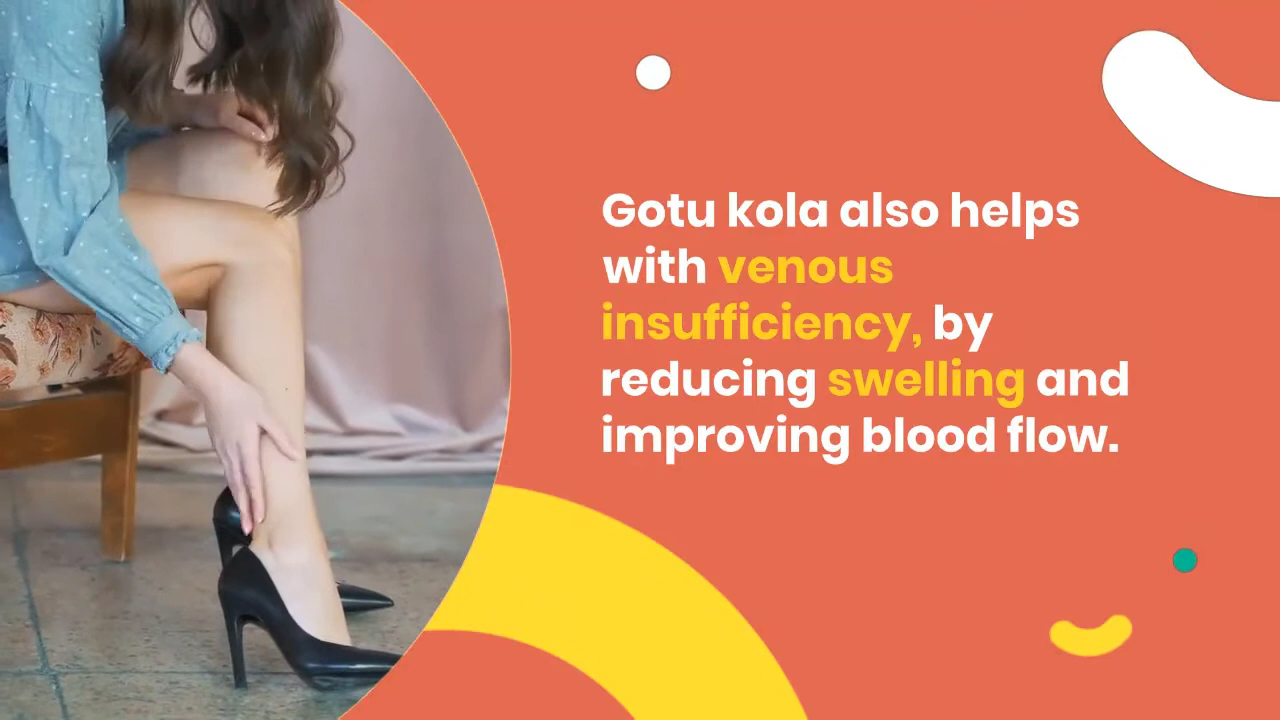 Gotu kola also helps
with venous
insufficiency, by
reducing swelling and
improving blood flow.